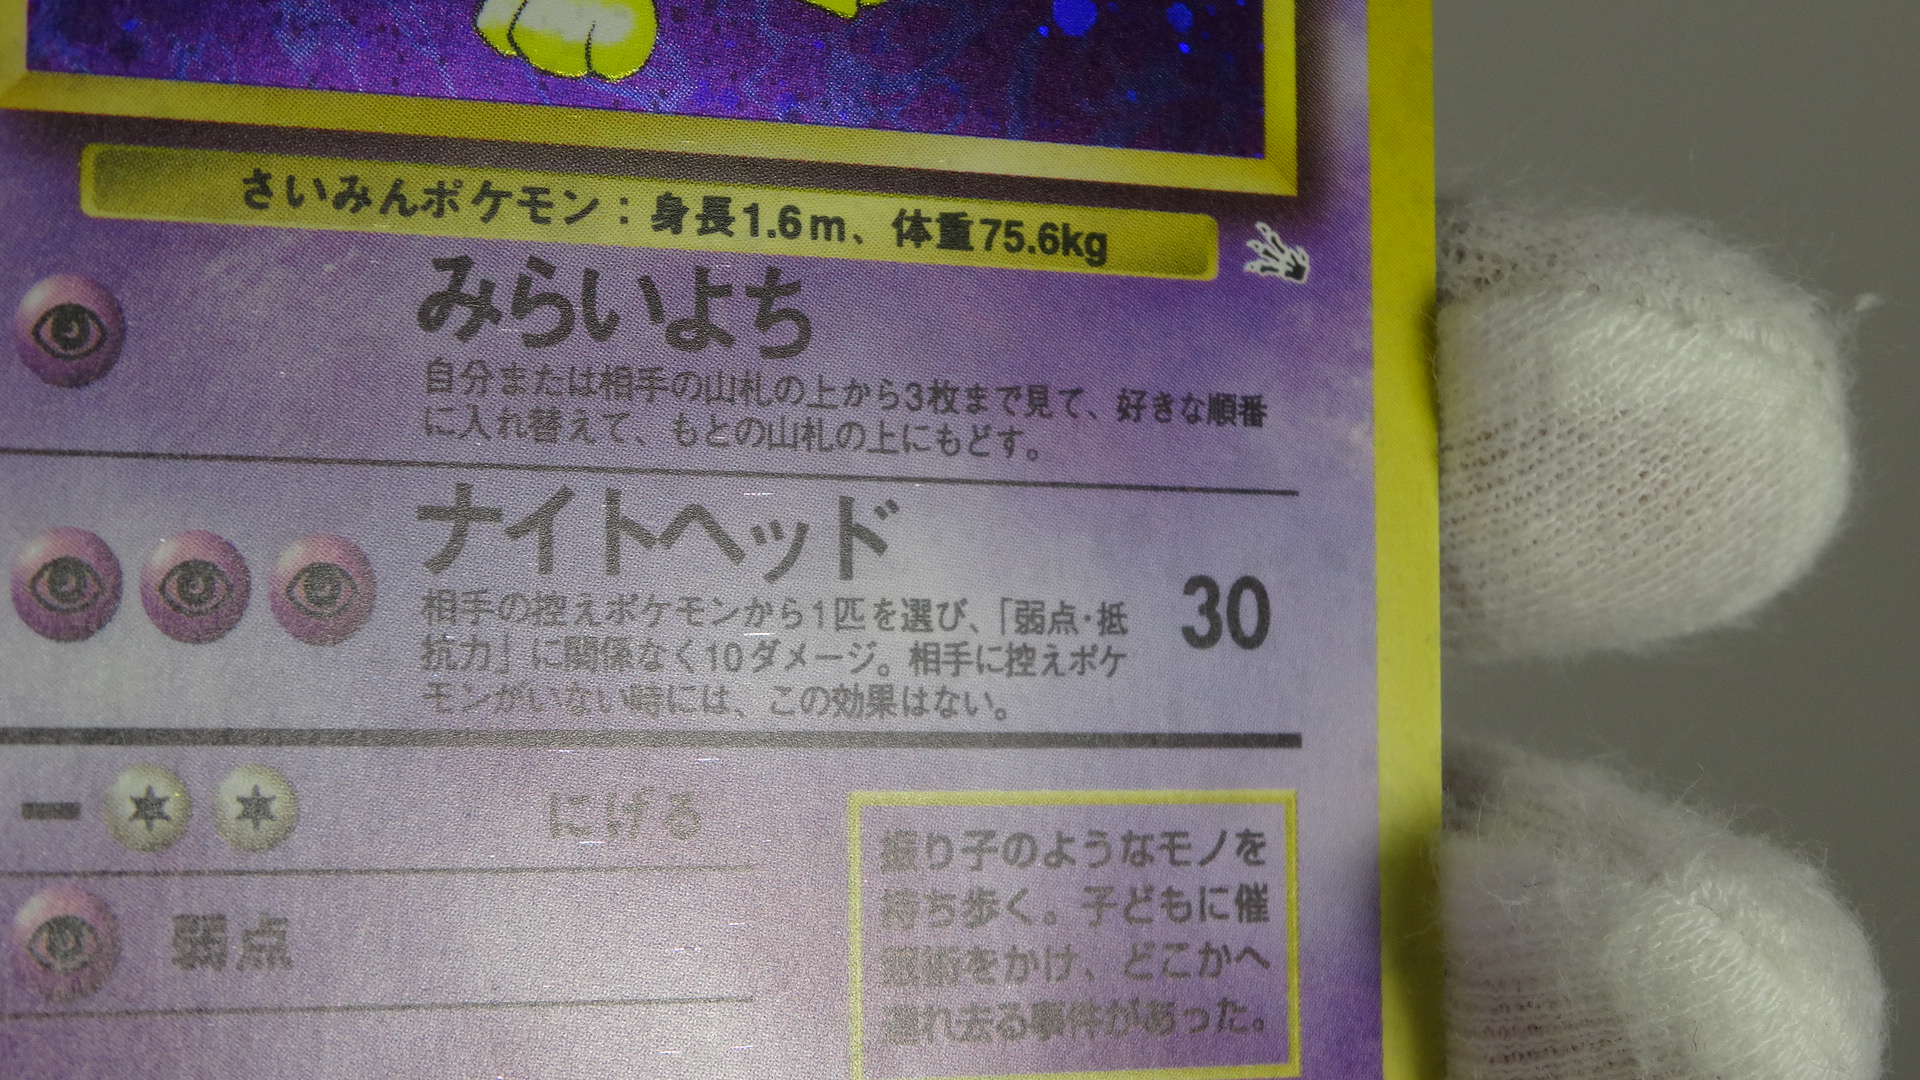 さいみんポケモン：身長1.6m、体重75.6kg
みらいよち
自分または相手の山札の上から3枚まで見て、好きな順番
に入れ替えて、もとの山札の上にもどす。
ナイトヘッド
相手の控えポケモンから1匹を選び、「弱点・抵
抗力」に関係なく10ダメージ。相手に控えポケ
モンがいない時には、この効果はない。
30
ー
にげる
弱点
振り子のようなモノを
持ち歩く。子どもに催
眠術をかけ、どこかへ
連れ去る事件があった。